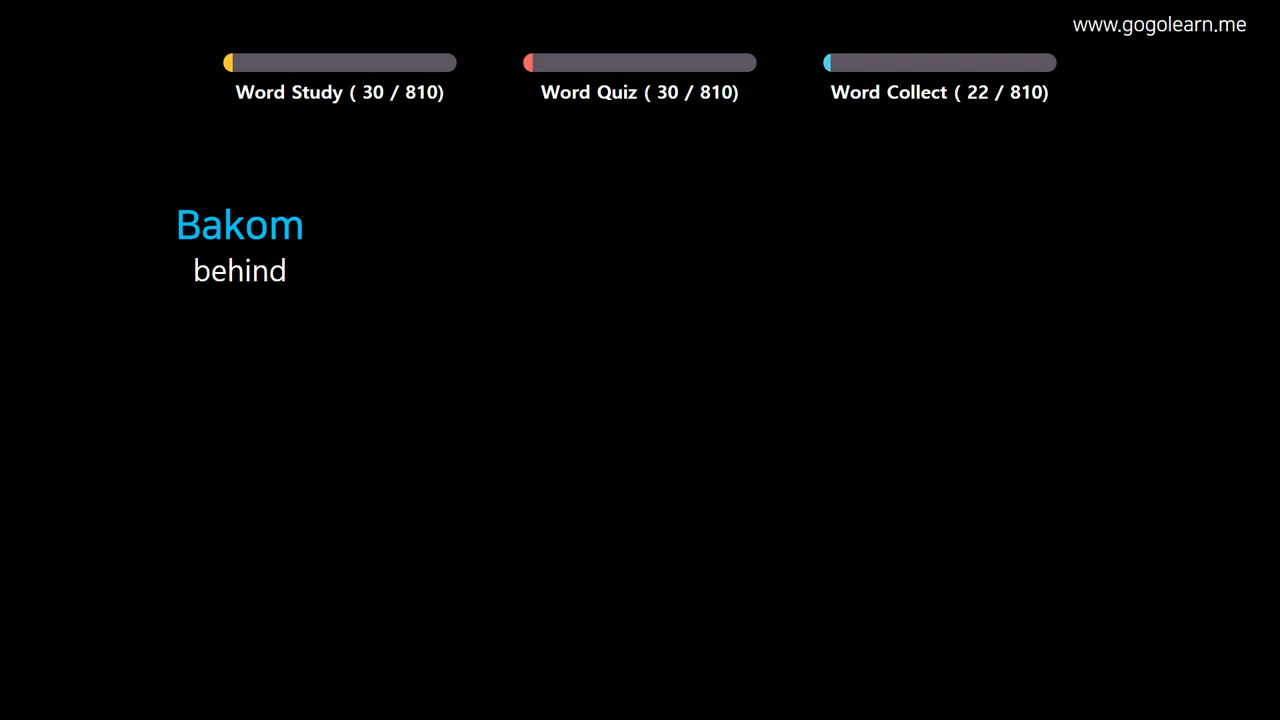 www.gogolearn.me
Word Study ( 30 / 810)
Word Quiz ( 30 / 810)
Word Collect ( 22 / 810)
Bakom
behind